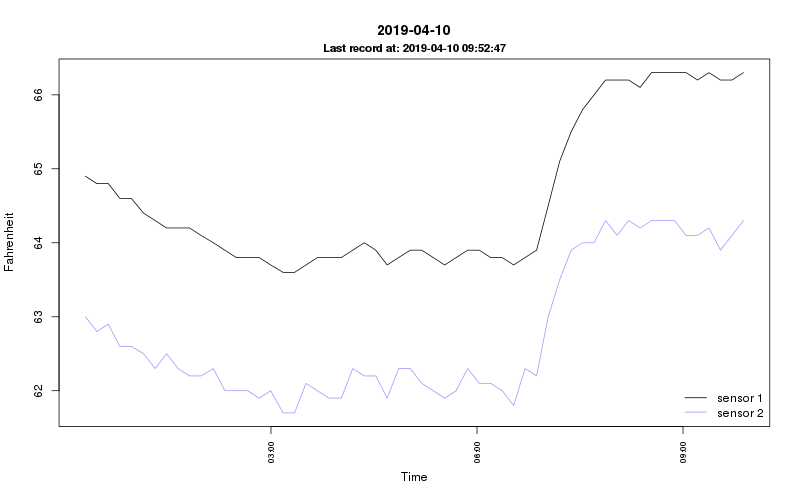 2019-04-10
Last record at: 2019-04-10 09:52:47
Fahrenheit
66
65
64
63
62
03:00
06:00
09:00
Time
sensor 1
sensor 2